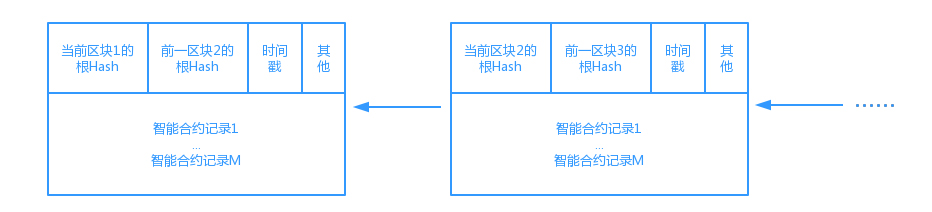 当前区块1的
根Hash
前一区块2的
根Hash
时间
戳
其
他
智能合约记录1
...
智能合约记录M
当前区块2的
根Hash
前一区块3的
根Hash
时间
戳
其
他
智能合约记录1
...
智能合约记录M
······